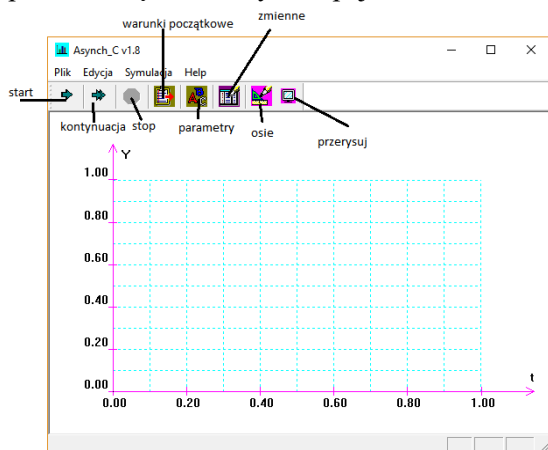 zmienne
warunki początkowe
Asynch_C v1.8
Plik Edycja Symulacja Help
start
kontynuacja stop parametry osie
przerysuj
Y
1.00
0.80
0.60
0.40
0.20
0.00
t
0.00 0.20 0.40 0.60 0.80 1.00